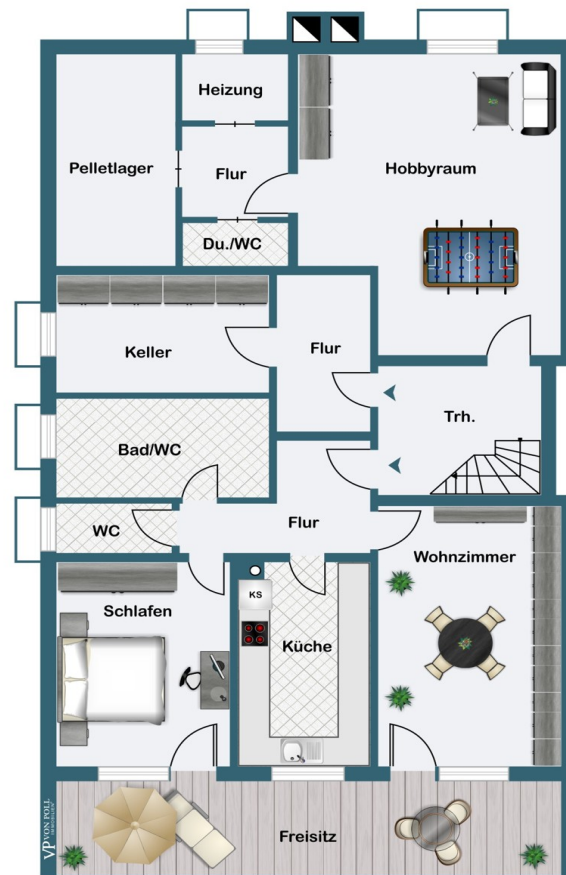 Heizung
Pelletlager
Flur
Hobbyraum
Du./WC
Keller
Flur
Trh.
Bad/WC
WC
Flur
Wohnzimmer
Schlafen
KS
Küche
Freisitz
VP VON POLL
IMMOBILIEN